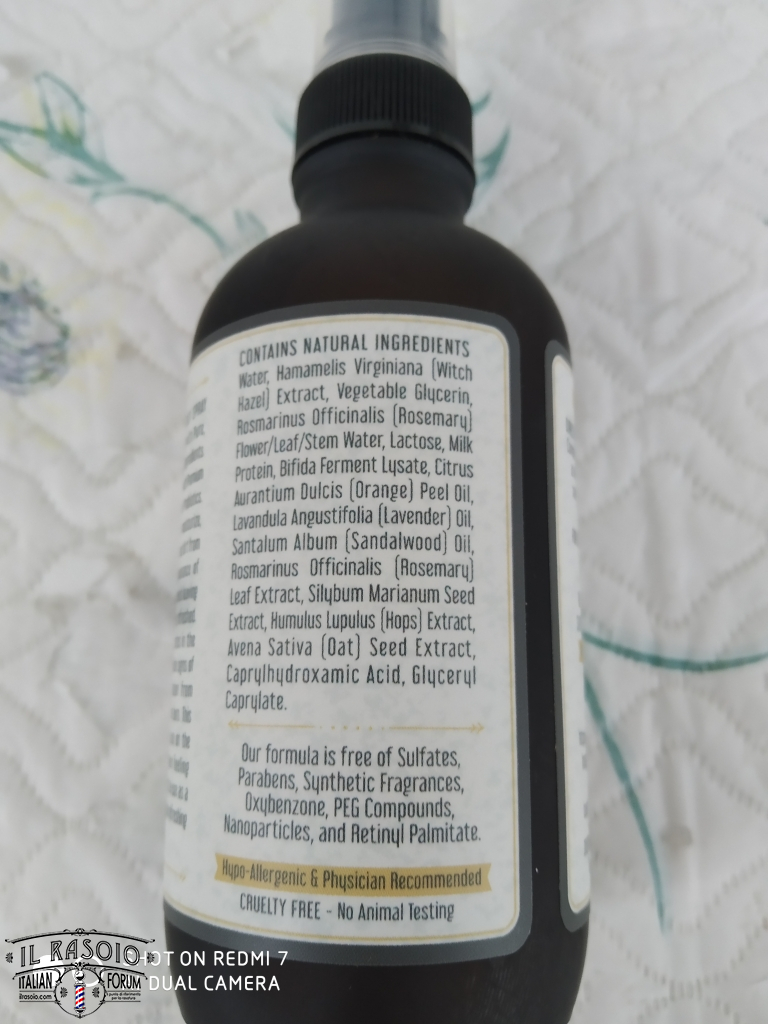 CONTAINS NATURAL INGREDIENTS
Water, Hamamelis Virginiana (Witch
Hazel) Extract, Vegetable Glycerin,
Rosmarinus Officinalis (Rosemary)
Flower/Leaf/Stem Water, Lactose, Milk
Protein, Bifida Ferment Lysate, Citrus
Aurantium Dulcis (Orange) Peel Oil,
Lavandula Angustifolia (Lavender) Oil,
Santalum Album (Sandalwood) Oil,
Rosmarinus Officinalis (Rosemary)
Leaf Extract, Silybum Marianum Seed
Extract, Humulus Lupulus (Hops) Extract,
Avena Sativa (Oat) Seed Extract,
Caprylhydroxamic Acid, Glyceryl
Caprylate.
Our formula is free of Sulfates,
Parabens, Synthetic Fragrances,
Oxybenzone, PEG Compounds,
Nanoparticles, and Retinyl Palmitate.
Hypo-Allergenic & Physician Recommended
CRUELTY FREE - No Animal Testing
IL RASOIO
ITALIAN FORUM
ilrasoio.com
HOT ON REDMI 7
DUAL CAMERA